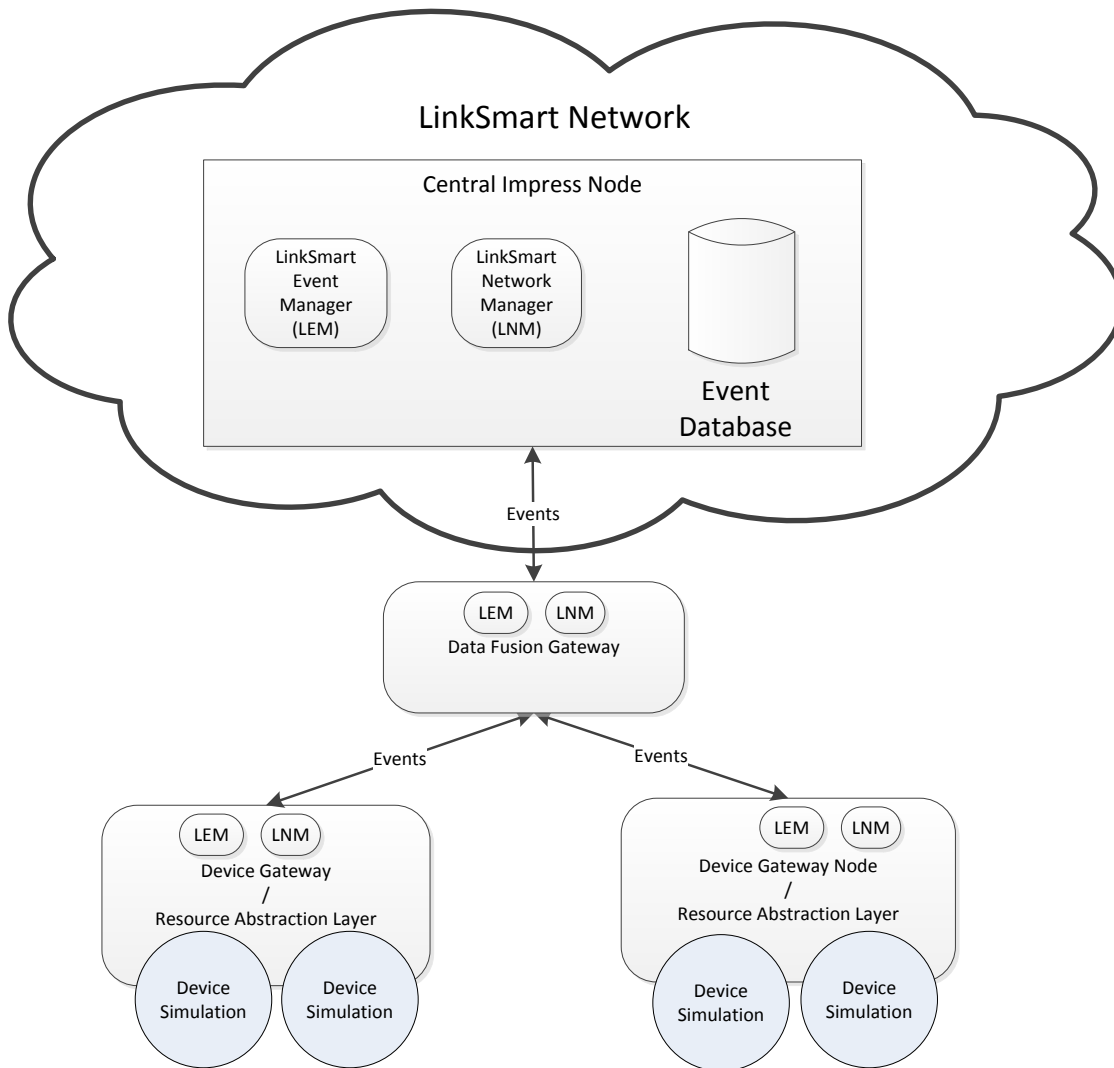 LinkSmart Network
Central Impress Node
LinkSmart
Event
Manager
(LEM)
LinkSmart
Network
Manager
(LNM)
Event
Database
Events
LEM
LNM
Data Fusion Gateway
Events
Events
LEM
LNM
Device Gateway
/
Resource Abstraction Layer
Device
Simulation
Device
Simulation
LEM
LNM
Device Gateway Node
/
Resource Abstraction Layer
Device
Simulation
Device
Simulation